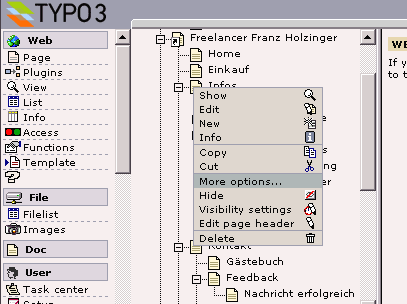 TYPO3
Web
Page
Plugins
View
List
Info
Access
Functions
Template
File
Filelist
Images
Doc
User
Task center
Freelancer Franz Holzinger
Home
Einkauf
Infos
Show
Edit
New
Info
Copy
Cut
More options...
Hide
Visibility settings
Edit page header
Delete
Kontakt
Gästebuch
Feedback
Nachricht erfolgreich
WE
If y
to t